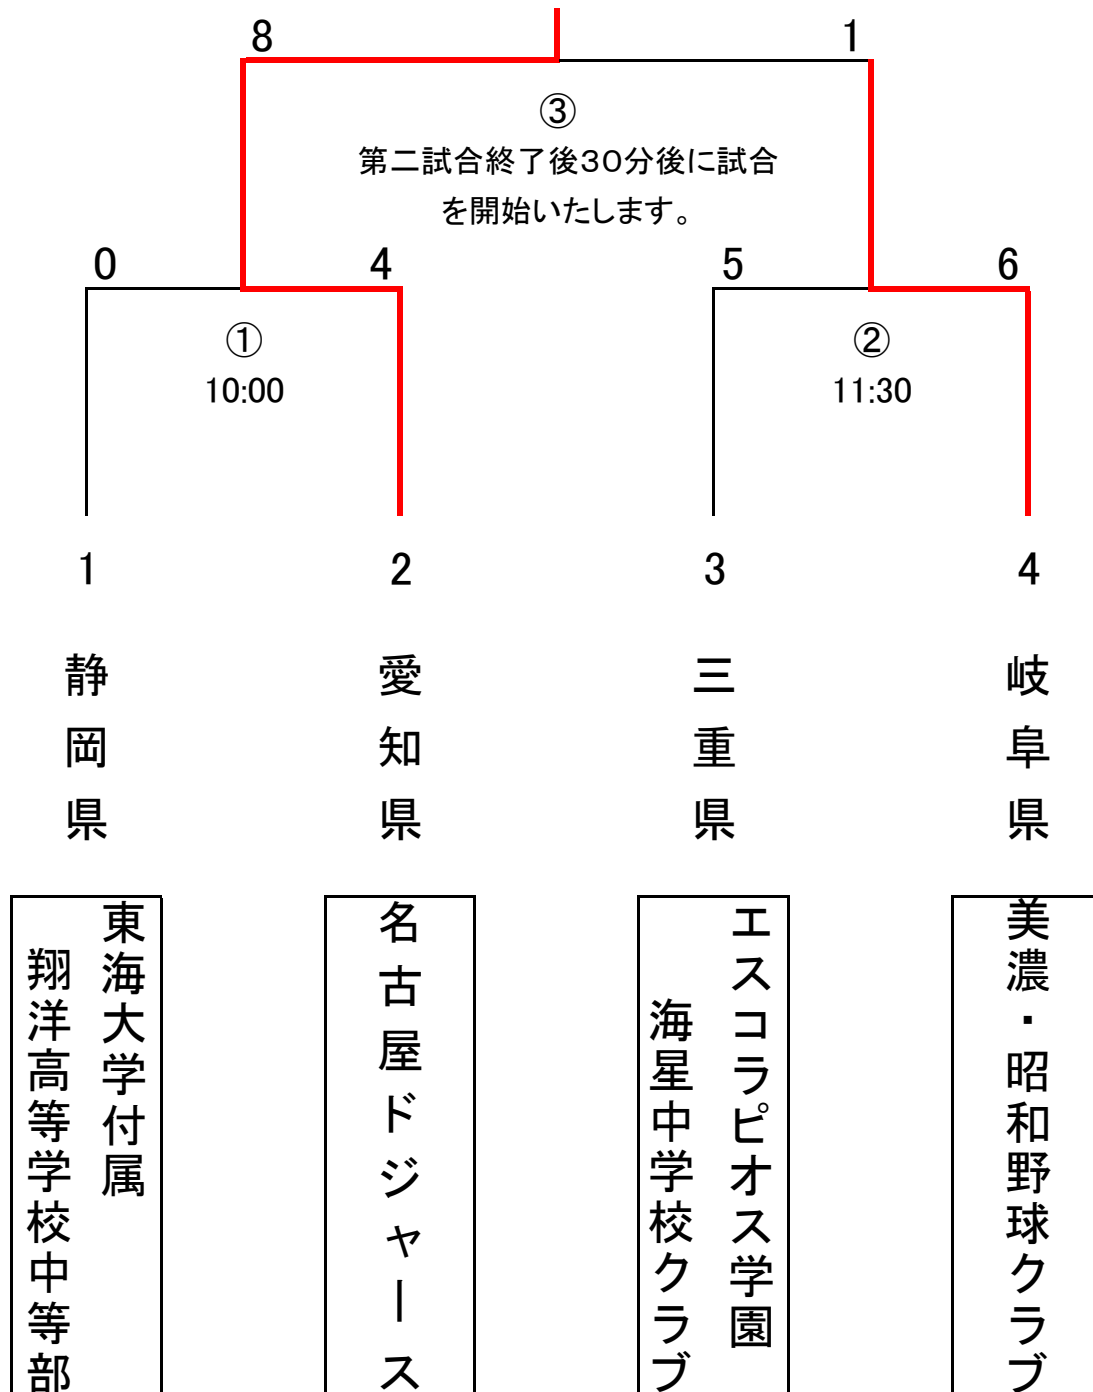 8
1
③
第二試合終了後30分後に試合
を開始いたします。
0
4
5
6
①
10:00
②
11:30
1
2
3
4
静岡県
愛知県
三重県
岐阜県
東海大学付属
翔洋高等学校中等部
名古屋ドジャース
エスコラピオス学園
海星中学校クラブ
美濃・昭和野球クラブ